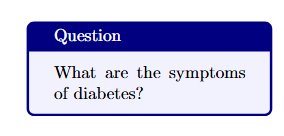 Question
What are the symptoms
of diabetes?